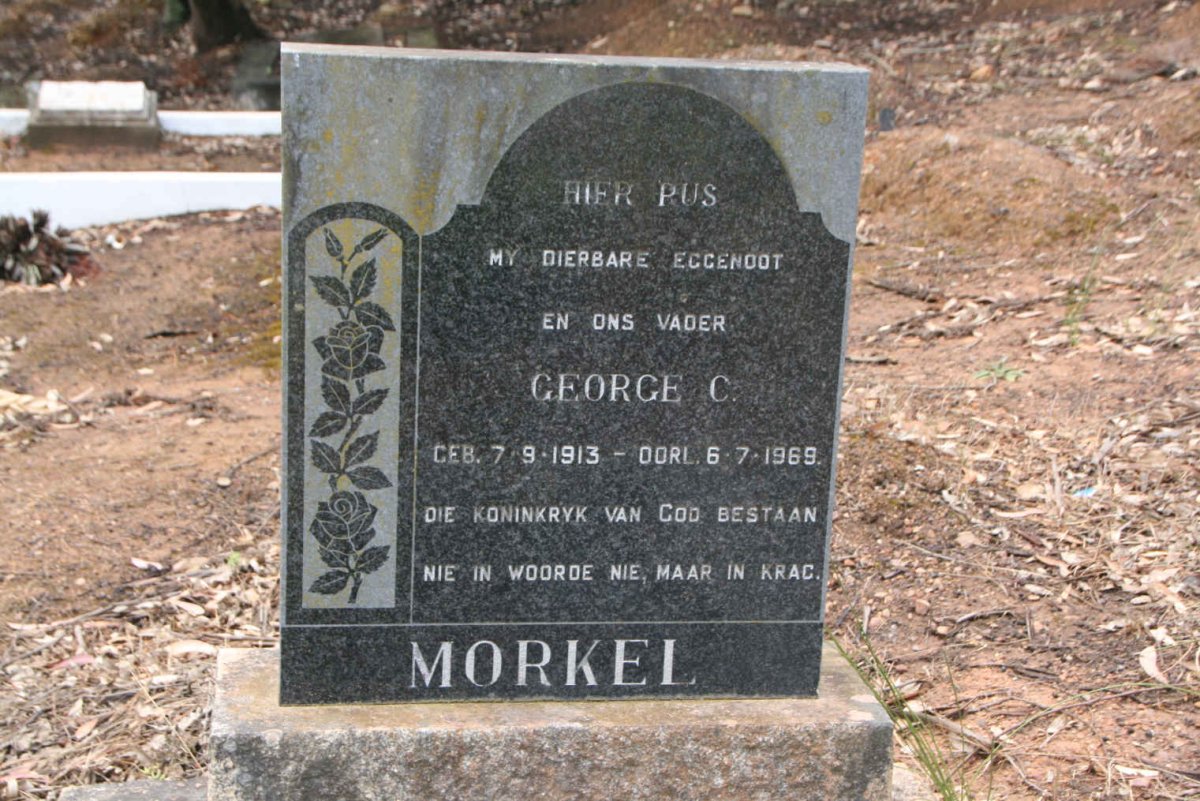 HIER RUS
MY DIERBARE EGGENOOT
EN ONS VADER
GEORGE C.
GEB. 7·9·1913 – OORL. 6·7·1969.
DIE KONINKRYK VAN GOD BESTAAN
NIE IN WOORDE NIE, MAAR IN KRAG.
MORKEL